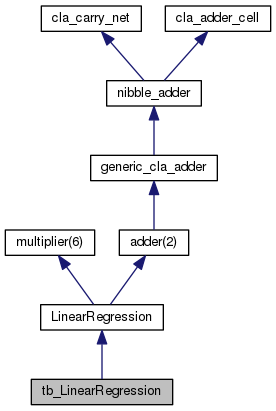 cla_carry_net
cla_adder_cell
nibble_adder
generic_cla_adder
multiplier(6)
adder(2)
LinearRegression
tb_LinearRegression